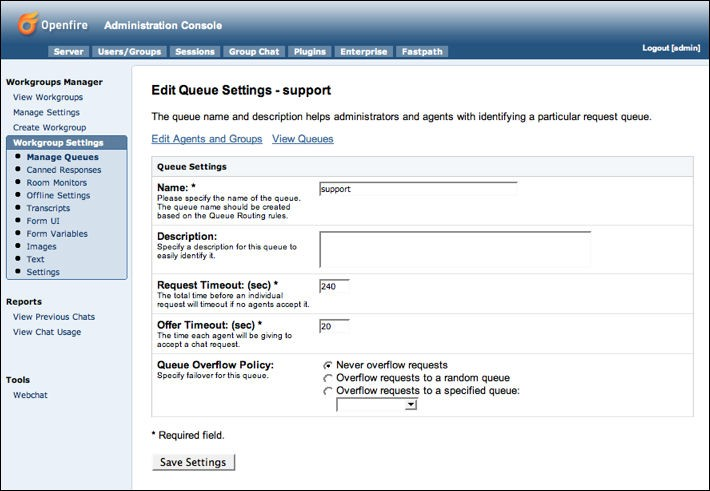 Openfire Administration Console
Server Users/Groups Sessions Group Chat Plugins Enterprise Fastpath
Logout [admin]
Workgroups Manager
View Workgroups
Manage Settings
Create Workgroup
Workgroup Settings
Manage Queues
Canned Responses
Room Monitors
Offline Settings
Transcripts
Form UI
Form Variables
Images
Text
Settings
Reports
View Previous Chats
View Chat Usage
Tools
Webchat
Edit Queue Settings - support
The queue name and description helps administrators and agents with identifying a particular request queue.
Edit Agents and Groups View Queues
Queue Settings
Name: *
Please specify the name of the queue.
The queue name should be created
based on the Queue Routing rules.
support
Description:
Specify a description for this queue to
easily identify it.
Request Timeout: (sec) *
The total time before an individual
request will timeout if no agents accept it.
240
Offer Timeout: (sec) *
The time each agent will be giving to
accept a chat request.
20
Queue Overflow Policy:
Specify failover for this queue.
Never overflow requests
Overflow requests to a random queue
Overflow requests to a specified queue:
* Required field.
Save Settings